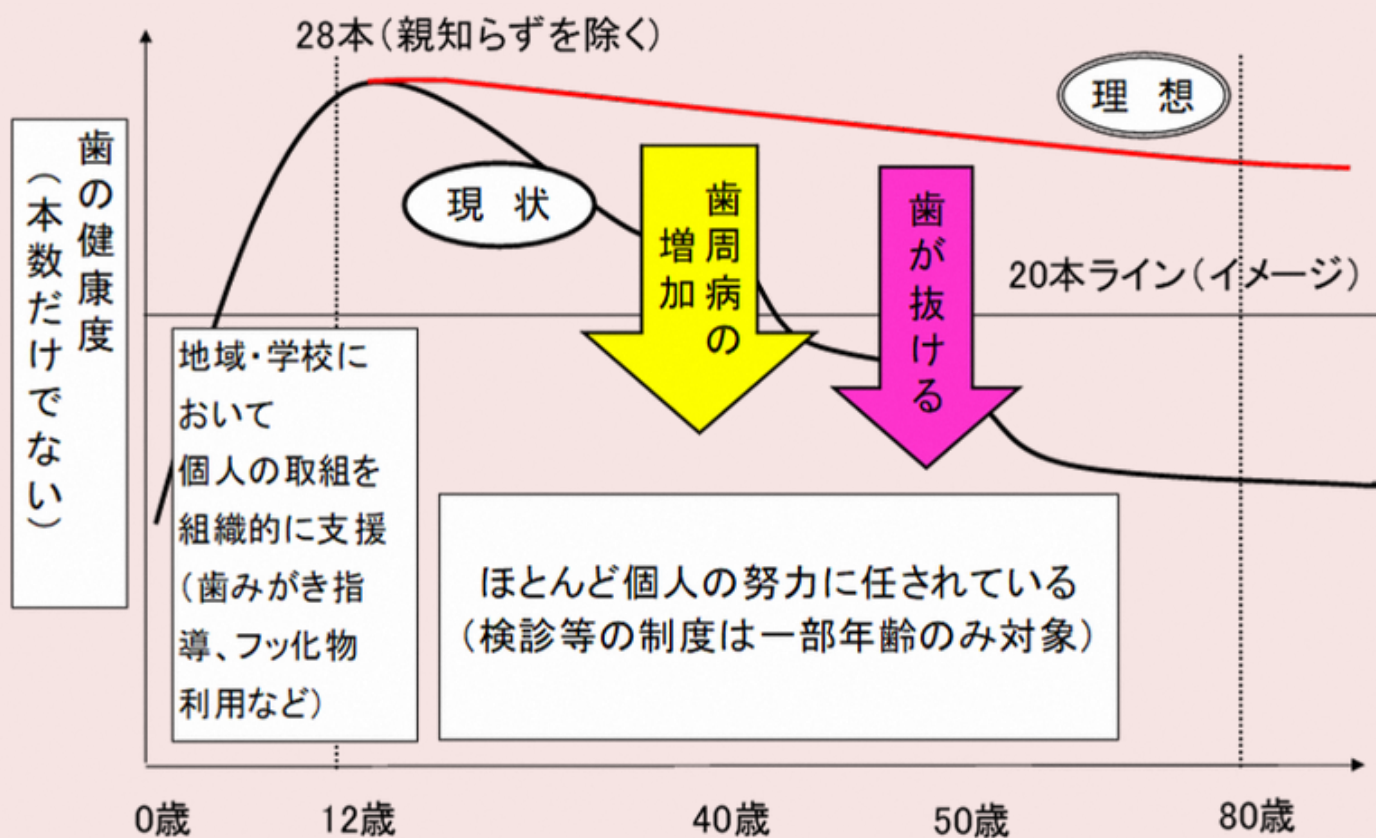 28本(親知らずを除く)
理 想
歯の健康度
(本数だけでない)
現 状
歯周病の
増加
歯が抜ける
20本ライン(イメージ)
地域・学校に
おいて
個人の取組を
組織的に支援
(歯みがき指
導、フッ化物
利用など)
ほとんど個人の努力に任されている
(検診等の制度は一部年齢のみ対象)
0歳
12歳
40歳
50歳
80歳